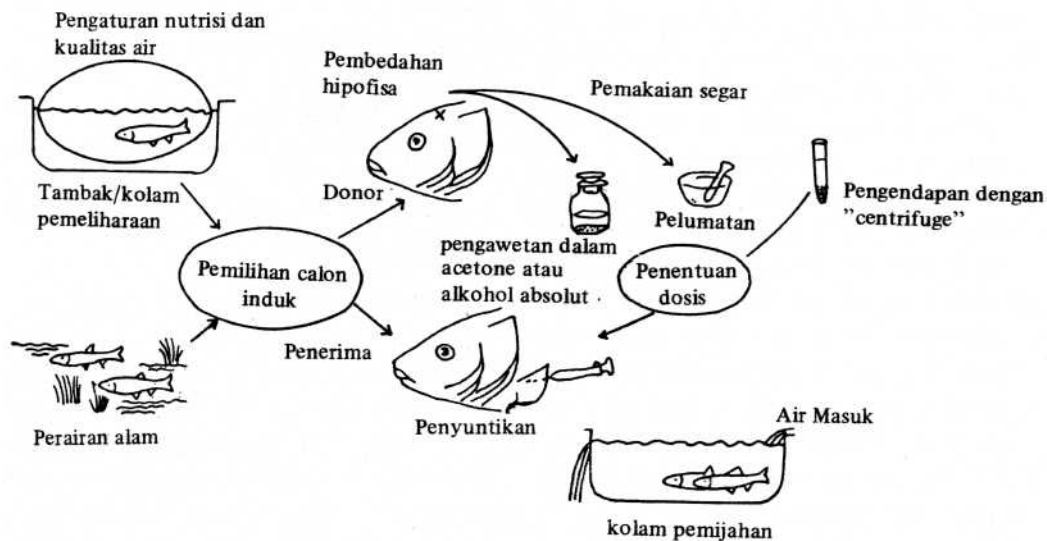 Pengaturan nutrisi dan
kualitas air
Tambak/kolam
pemeliharaan
Pemilihan calon
induk
Perairan alam
Pembedahan
hipofisa
Donor
Pemakaian segar
pengawetan dalam
acetone atau
alkohol absolut
Pelumatan
Pengendapan dengan
"centrifuge"
Penentuan
dosis
Penerima
Penyuntikan
Air Masuk
kolam pemijahan